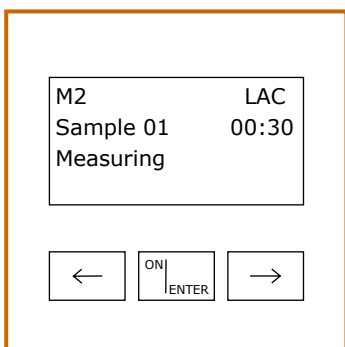 M2 LAC
Sample 01 00:30
Measuring
← ON ENTER →